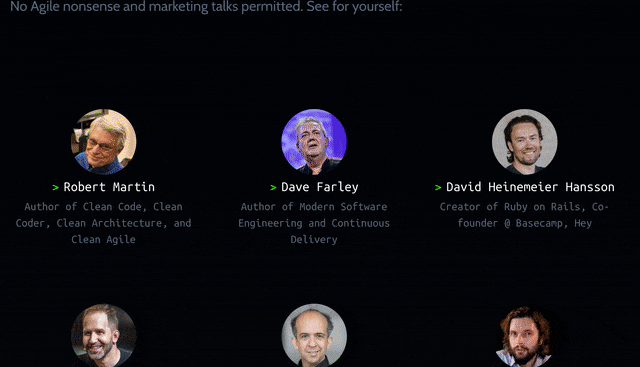 No Agile nonsense and marketing talks permitted. See for yourself:
> Robert Martin
Author of Clean Code, Clean
Coder, Clean Architecture, and
Clean Agile
> Dave Farley
Author of Modern Software
Engineering and Continuous
Delivery
> David Heinemeier Hansson
Creator of Ruby on Rails, Co-
founder @ Basecamp, Hey